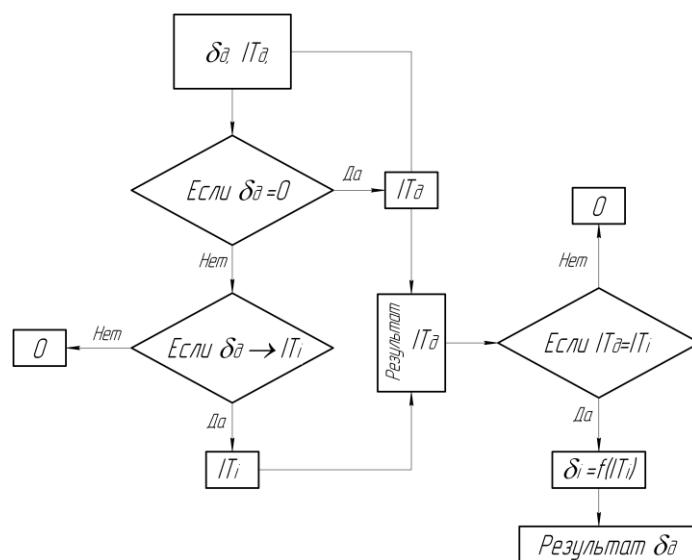 δд, ITд,
Если δд =0
Да
ITд
Нет
0
Нет
Если δд → ITi
Да
ITi
Результат ITд
0
Нет
Если ITд=ITi
Да
δi =f(ITi)
Результат δд